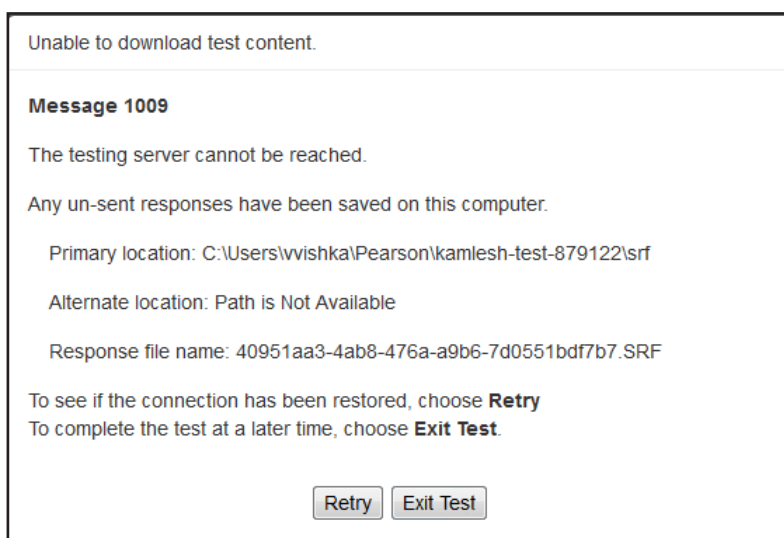 Unable to download test content.
Message 1009
The testing server cannot be reached.
Any un-sent responses have been saved on this computer.
Primary location: C:\Users\vvishka\Pearson\kamlesh-test-879122\srf
Alternate location: Path is Not Available
Response file name: 40951aa3-4ab8-476a-a9b6-7d0551bdf7b7.SRF
To see if the connection has been restored, choose Retry
To complete the test at a later time, choose Exit Test.
Retry Exit Test